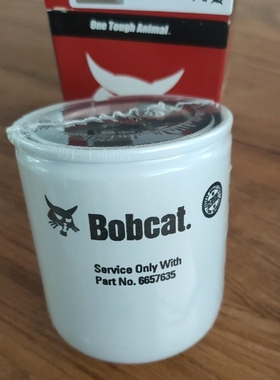 One Tough Animal.
Bobcat.
Service Only With
Part No. 6657635